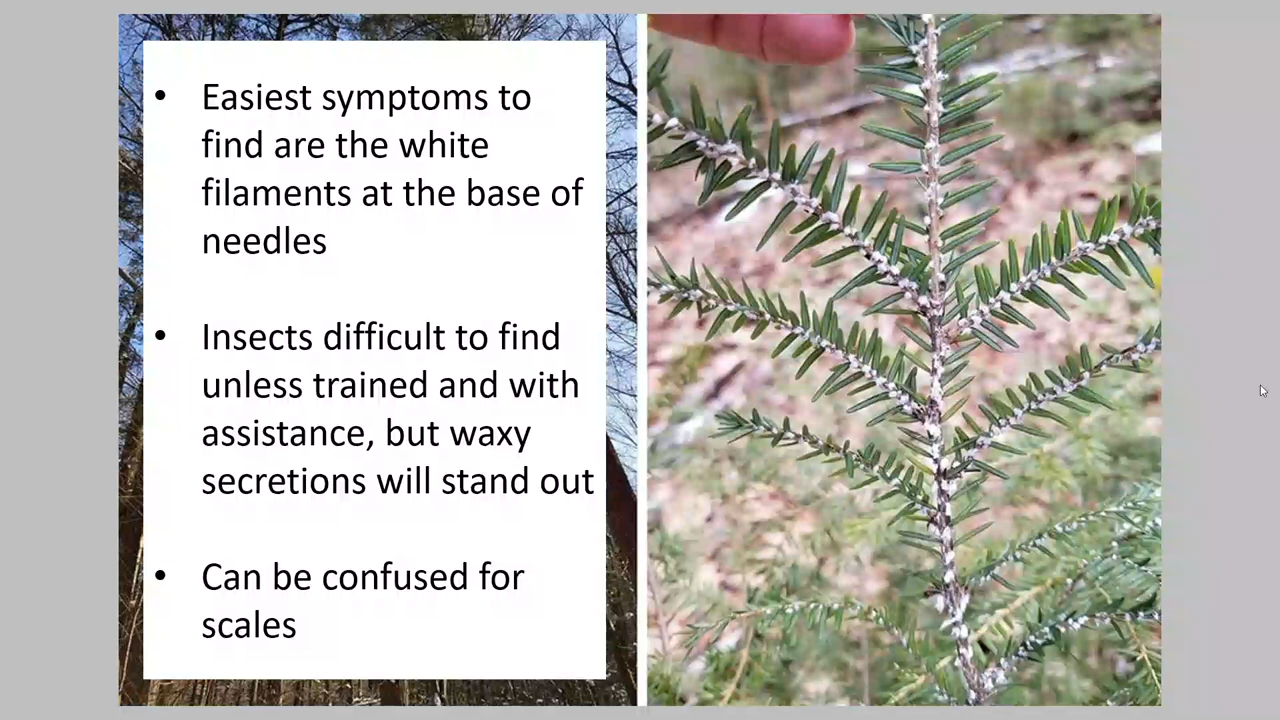 • Easiest symptoms to
find are the white
filaments at the base of
needles
• Insects difficult to find
unless trained and with
assistance, but waxy
secretions will stand out
• Can be confused for
scales